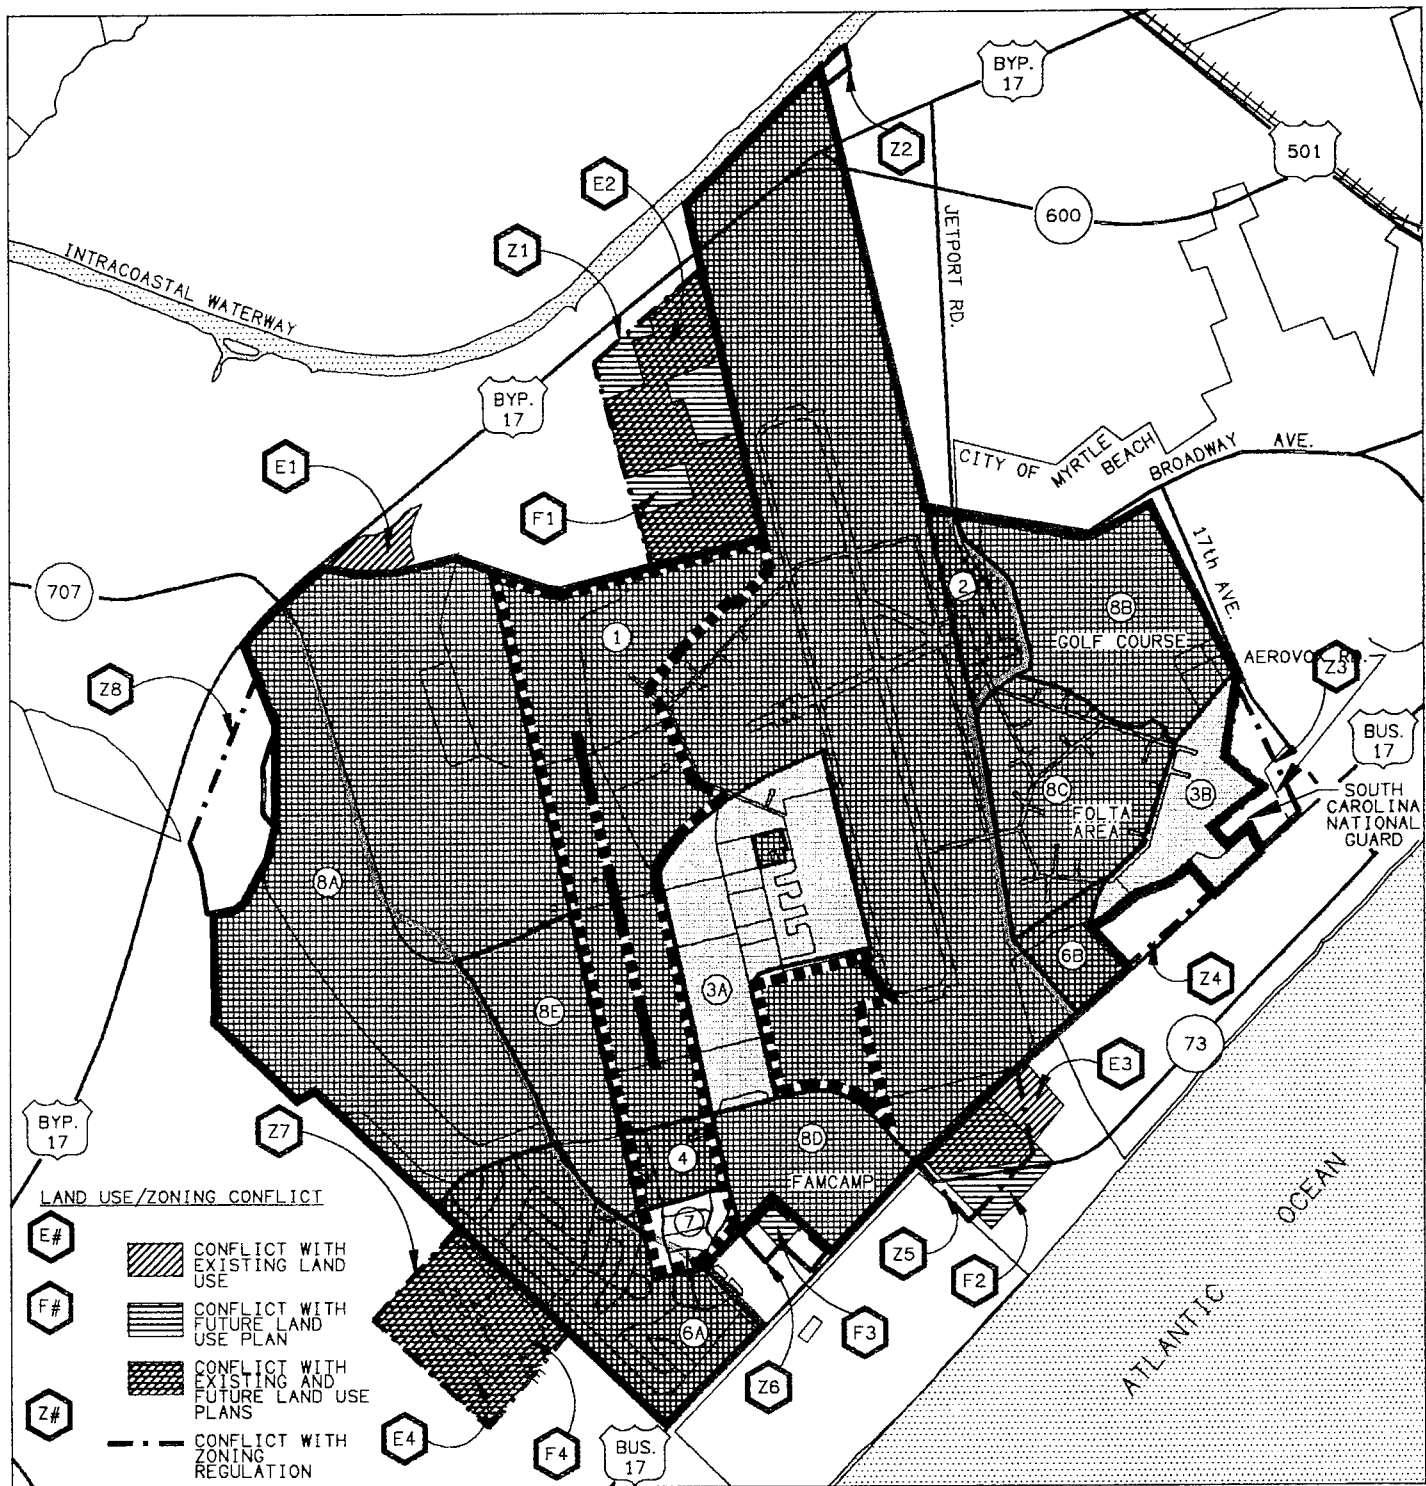 BYP.
17
Z2
501
E2
600
Z1
JETPORT RD.
INTRACOASTAL WATERWAY
BYP.
17
CITY OF MYRTLE BEACH
BROADWAY AVE.
E1
F1
17th AVE.
707
2
8B
1
GOLF COURSE
AEROVOX RD.
Z3
Z8
BUS.
17
8C
3B
SOUTH
CAROLINA
NATIONAL
GUARD
FOLTA
AREA
8A
6B
3A
Z4
8E
73
E3
BYP.
17
Z7
8D
4
FAMCAMP
7
OCEAN
ATLANTIC
Z5
F2
F3
6A
Z6
E4
F4
BUS.
17
LAND USE/ZONING CONFLICT
E#
CONFLICT WITH
EXISTING LAND
USE
F#
CONFLICT WITH
FUTURE LAND
USE PLAN
CONFLICT WITH
EXISTING AND
FUTURE LAND USE
PLANS
Z#
CONFLICT WITH
ZONING
REGULATION